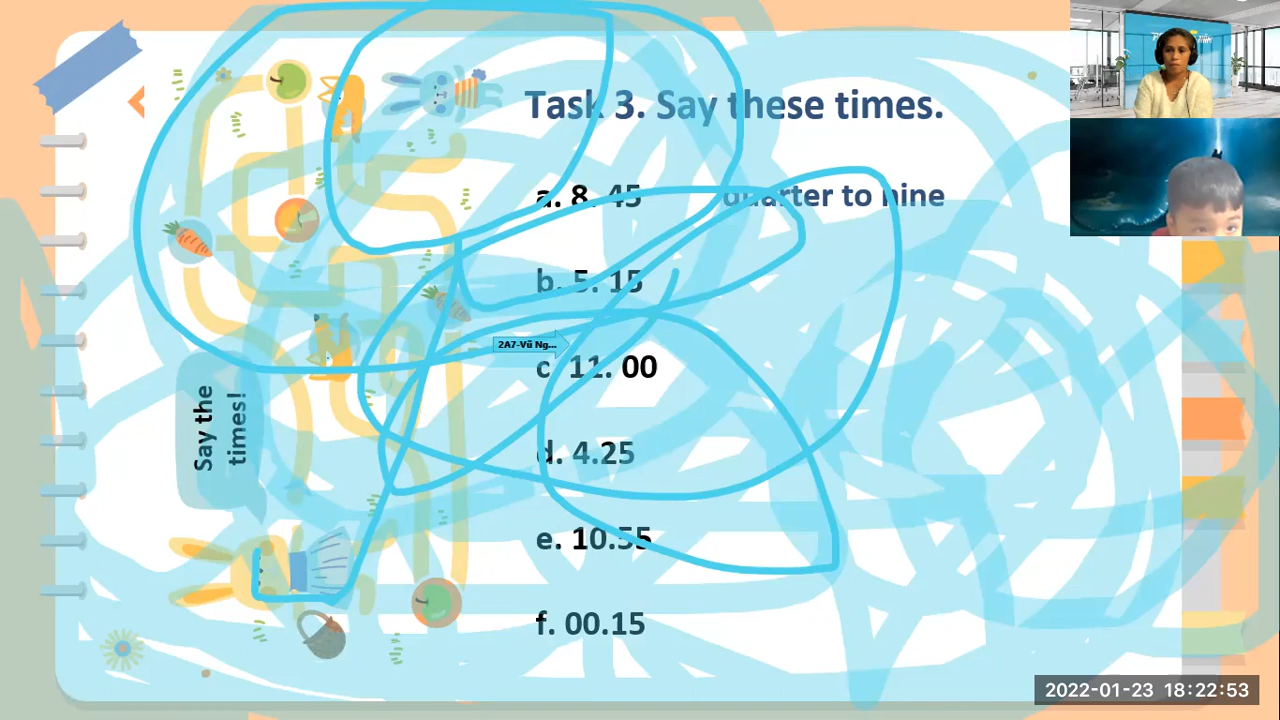 Task 3. Say these times.
a. 8. 45 quarter to nine
b. 5. 15
2A7-Vũ Ng...
c. 11. 00
d. 4.25
e. 10.55
f. 00.15
Say the
times!
2022-01-23 18:22:53